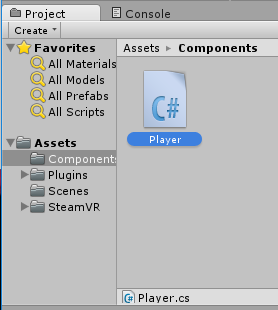 Project
Console
Create
Favorites
All Materials
All Models
All Prefabs
All Scripts
Assets
Components
Plugins
Scenes
SteamVR
Assets Components
C#
Player
Player.cs